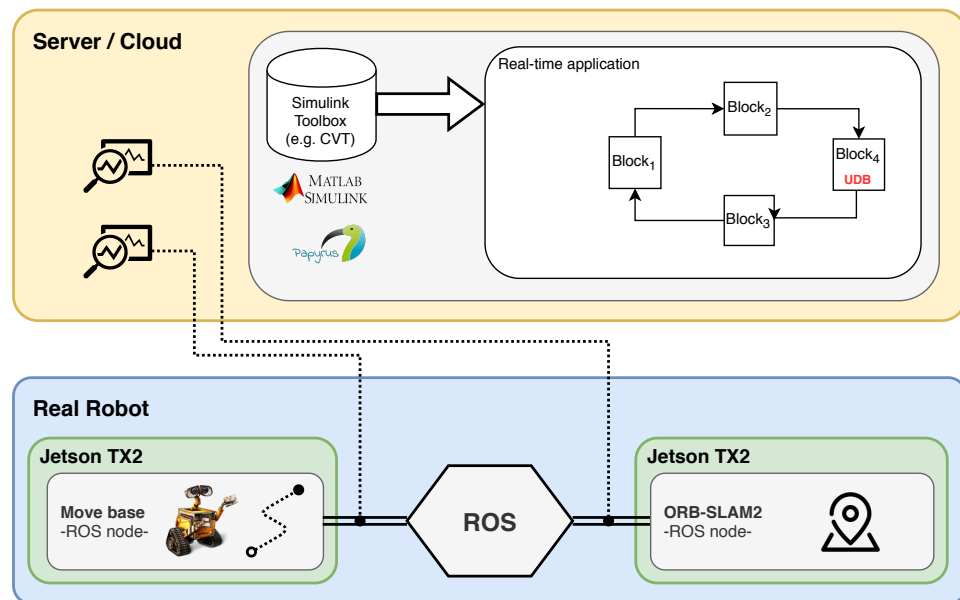 Server / Cloud
Simulink
Toolbox
(e.g. CVT)
MATLAB
SIMULINK
Papyrus
Real-time application
Block1
Block2
Block4
UDB
Block3
Real Robot
Jetson TX2
Move base
-ROS node-
ROS
Jetson TX2
ORB-SLAM2
-ROS node-